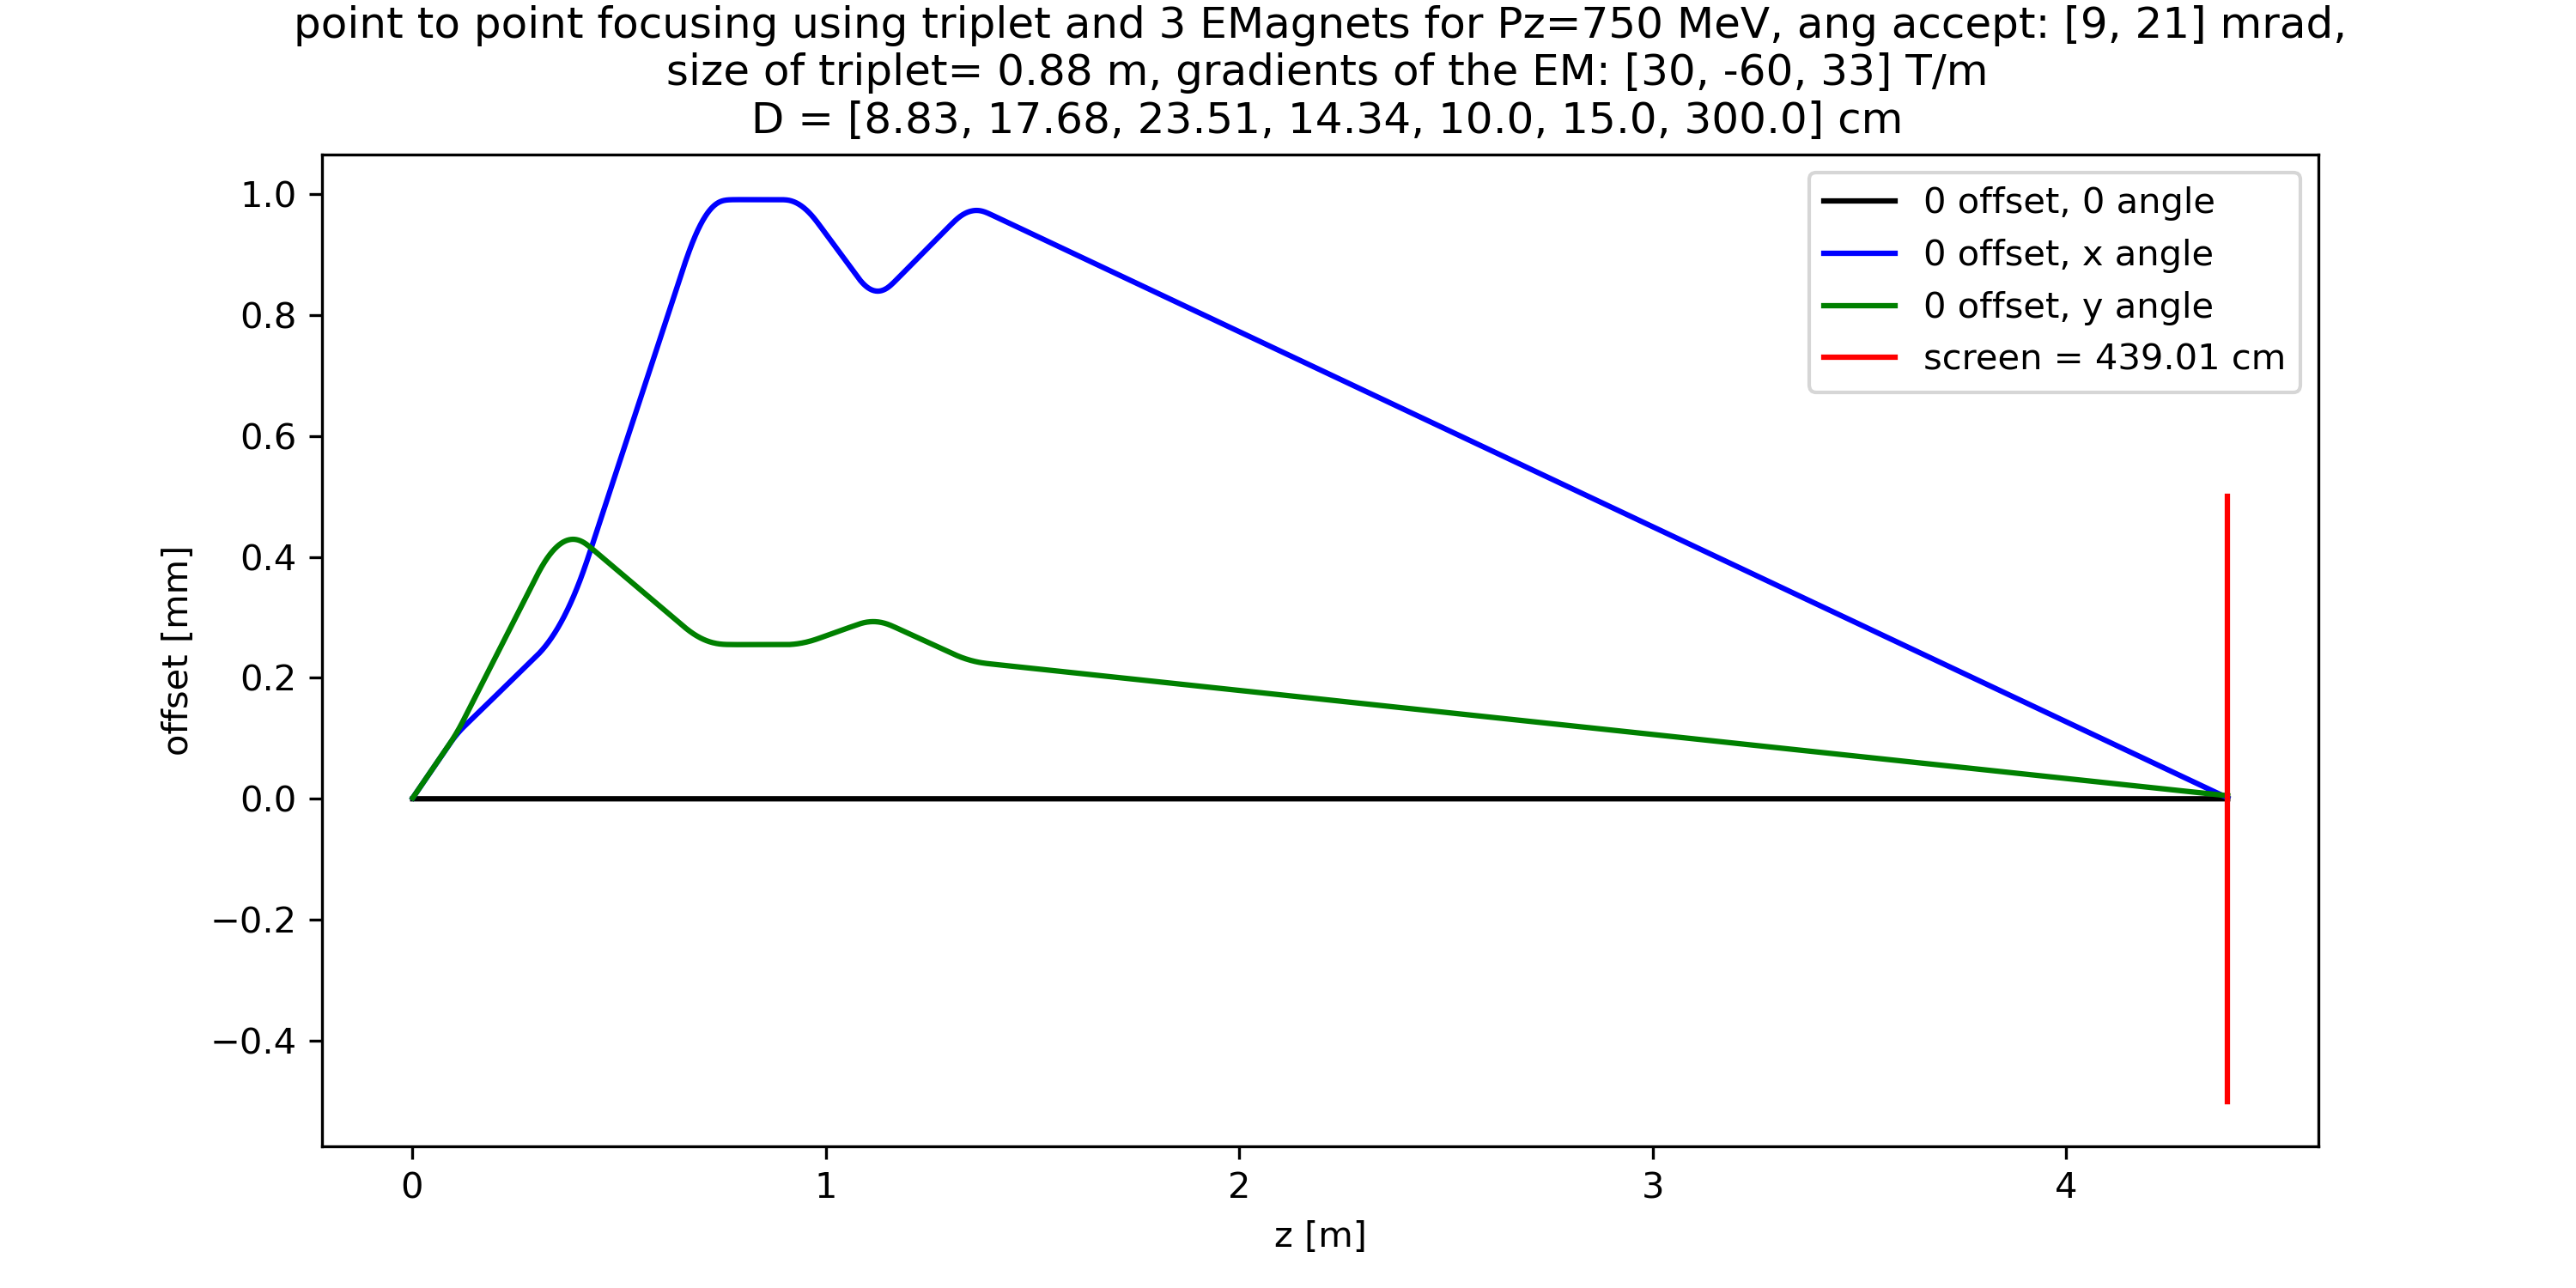 point to point focusing using triplet and 3 EMagnets for Pz=750 MeV, ang accept: [9, 21] mrad,
size of triplet= 0.88 m, gradients of the EM: [30, -60, 33] T/m
D = [8.83, 17.68, 23.51, 14.34, 10.0, 15.0, 300.0] cm
0 offset, 0 angle
0 offset, x angle
0 offset, y angle
screen = 439.01 cm
offset [mm]
1.0
0.8
0.6
0.4
0.2
0.0
−0.2
−0.4
0 1 2 3 4
z [m]